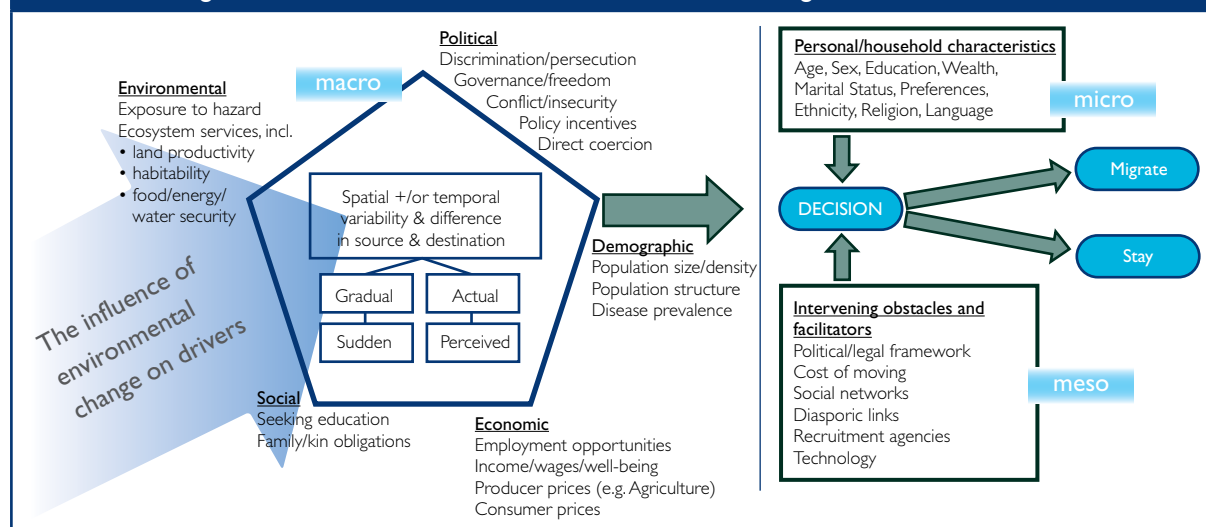 Political
Discrimination/persecution
Governance/freedom
Conflict/insecurity
Policy incentives
Direct coercion
macro
Environmental
Exposure to hazard
Ecosystem services, incl.
• land productivity
• habitability
• food/energy/
water security
Spatial +/or temporal
variability & difference
in source & destination
Gradual
Actual
Sudden
Perceived
The influence of
environmental
change on drivers
Demographic
Population size/density
Population structure
Disease prevalence
Social
Seeking education
Family/kin obligations
Economic
Employment opportunities
Income/wages/well-being
Producer prices (e.g. Agriculture)
Consumer prices
Personal/household characteristics
Age, Sex, Education, Wealth,
Marital Status, Preferences,
Ethnicity, Religion, Language
micro
DECISION
Migrate
Stay
Intervening obstacles and
facilitators
Political/legal framework
Cost of moving
Social networks
Diasporic links
Recruitment agencies
Technology
meso